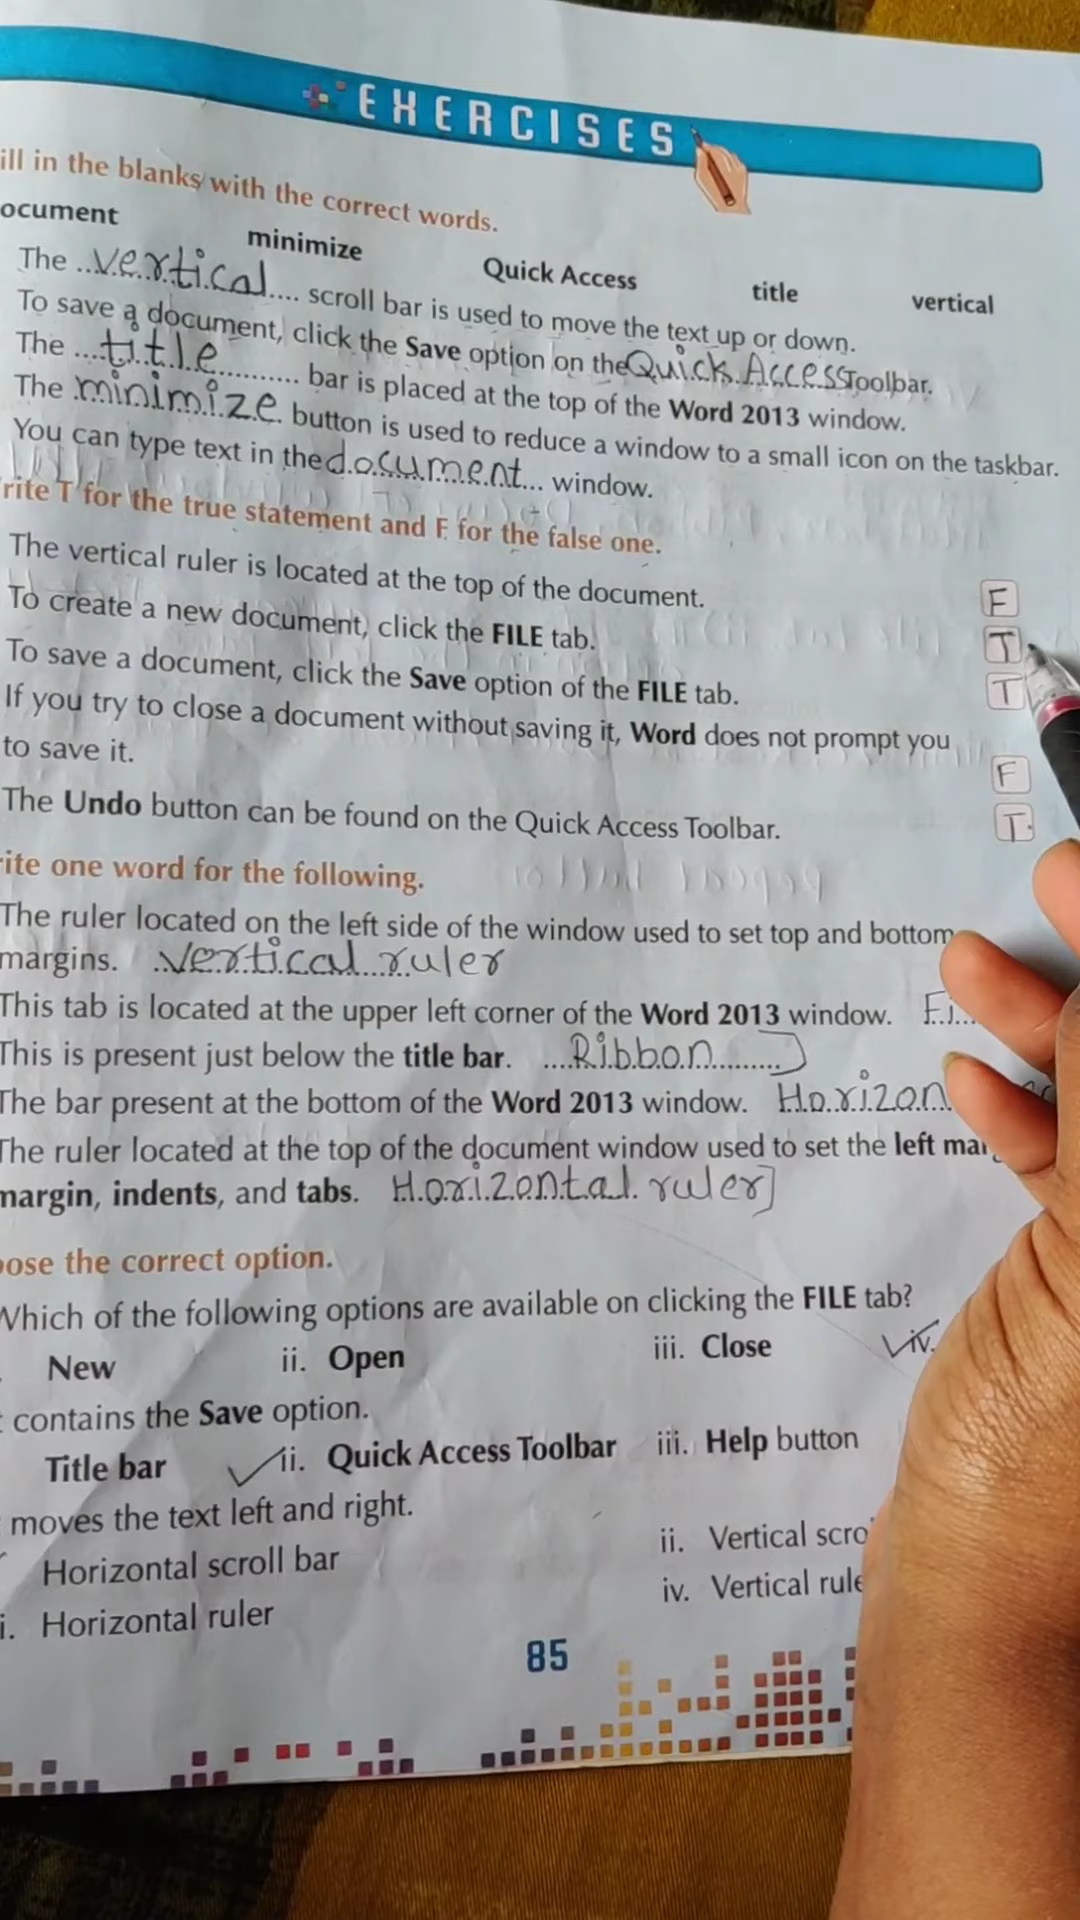 EXERCISES
ill in the blanks with the correct words.
ocument minimize Quick Access title vertical
The ...vertical.... scroll bar is used to move the text up or down.
To save a document, click the Save option on the Quick Access Toolbar.
The ....title.......... bar is placed at the top of the Word 2013 window.
The minimize. button is used to reduce a window to a small icon on the taskbar.
You can type text in the document... window.
rite T for the true statement and F for the false one.
The vertical ruler is located at the top of the document. F
To create a new document, click the FILE tab. T
To save a document, click the Save option of the FILE tab. T
If you try to close a document without saving it, Word does not prompt you
to save it. F
The Undo button can be found on the Quick Access Toolbar. T
rite one word for the following.
The ruler located on the left side of the window used to set top and bottom
margins. vertical ruler
This tab is located at the upper left corner of the Word 2013 window. Fi...
This is present just below the title bar. ....Ribbon.........
The bar present at the bottom of the Word 2013 window. Horizon
The ruler located at the top of the document window used to set the left mar
margin, indents, and tabs. Horizontal ruler
ose the correct option.
Which of the following options are available on clicking the FILE tab?
New ii. Open iii. Close iv.
contains the Save option.
Title bar ii. Quick Access Toolbar iii. Help button
moves the text left and right.
Horizontal scroll bar ii. Vertical scro
i. Horizontal ruler iv. Vertical rule
85